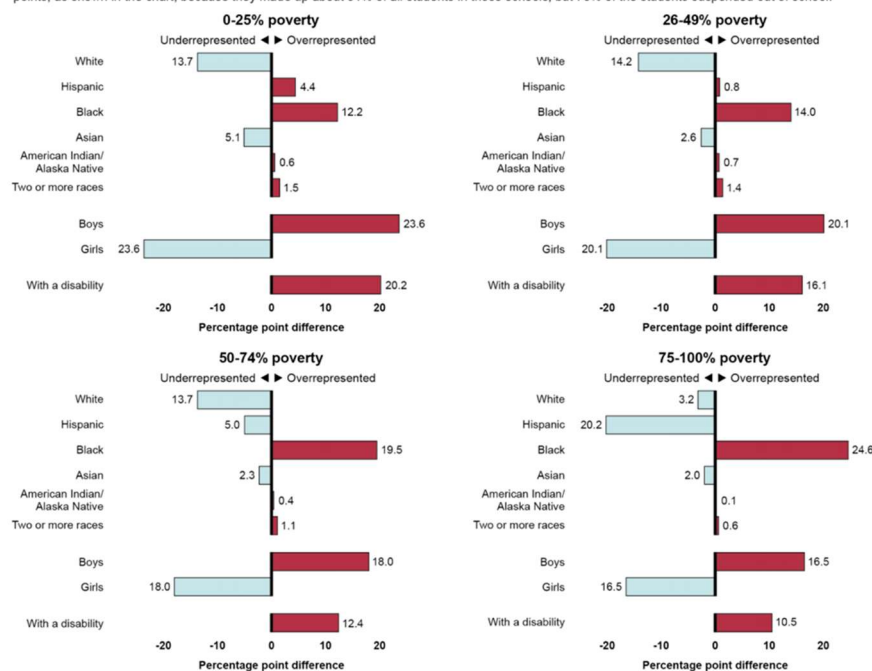 0-25% poverty
Underrepresented ◄ ► Overrepresented
White 13.7
Hispanic 4.4
Black 12.2
Asian 5.1
American Indian/
Alaska Native 0.6
Two or more races 1.5
Boys 23.6
Girls 23.6
With a disability 20.2
-20 -10 0 10 20
Percentage point difference
26-49% poverty
Underrepresented ◄ ► Overrepresented
White 14.2
Hispanic 0.8
Black 14.0
Asian 2.6
American Indian/
Alaska Native 0.7
Two or more races 1.4
Boys 20.1
Girls 20.1
With a disability 16.1
-20 -10 0 10 20
Percentage point difference
50-74% poverty
Underrepresented ◄ ► Overrepresented
White 13.7
Hispanic 5.0
Black 19.5
Asian 2.3
American Indian/
Alaska Native 0.4
Two or more races 1.1
Boys 18.0
Girls 18.0
With a disability 12.4
-20 -10 0 10 20
Percentage point difference
75-100% poverty
Underrepresented ◄ ► Overrepresented
White 3.2
Hispanic 20.2
Black 24.6
Asian 2.0
American Indian/
Alaska Native 0.1
Two or more races 0.6
Boys 16.5
Girls 16.5
With a disability 10.5
-20 -10 0 10 20
Percentage point difference